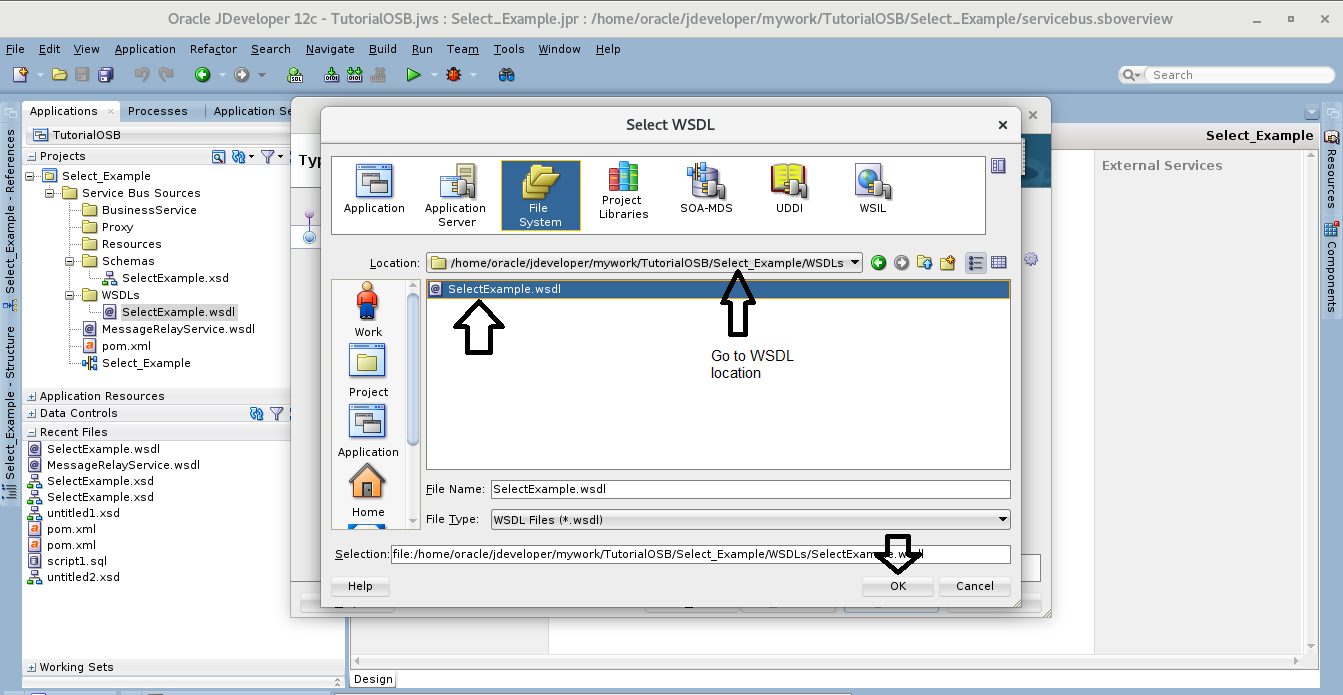 Oracle JDeveloper 12c - TutorialOSB.jws : Select_Example.jpr : /home/oracle/jdeveloper/mywork/TutorialOSB/Select_Example/servicebus.sboverview
File Edit View Application Refactor Search Navigate Build Run Team Tools Window Help
Search
Applications Processes Application Se
TutorialOSB
Projects
Select_Example
Service Bus Sources
BusinessService
Proxy
Resources
Schemas
SelectExample.xsd
WSDLs
SelectExample.wsdl
MessageRelayService.wsdl
pom.xml
Select_Example
Application Resources
Data Controls
Recent Files
SelectExample.wsdl
MessageRelayService.wsdl
SelectExample.xsd
SelectExample.xsd
untitled1.xsd
pom.xml
pom.xml
script1.sql
untitled2.xsd
Working Sets
Select_Example - References
Select_Example - Structure
Typ
Select WSDL
Application
Application
Server
File
System
Project
Libraries
SOA-MDS
UDDI
WSIL
Location: /home/oracle/jdeveloper/mywork/TutorialOSB/Select_Example/WSDLs
SelectExample.wsdl
Work
Project
Application
Home
Go to WSDL
location
File Name: SelectExample.wsdl
File Type: WSDL Files (*.wsdl)
Selection: file:/home/oracle/jdeveloper/mywork/TutorialOSB/Select_Example/WSDLs/SelectExample.wsdl
Help OK Cancel
Select_Example
External Services
Resources
Components
Design